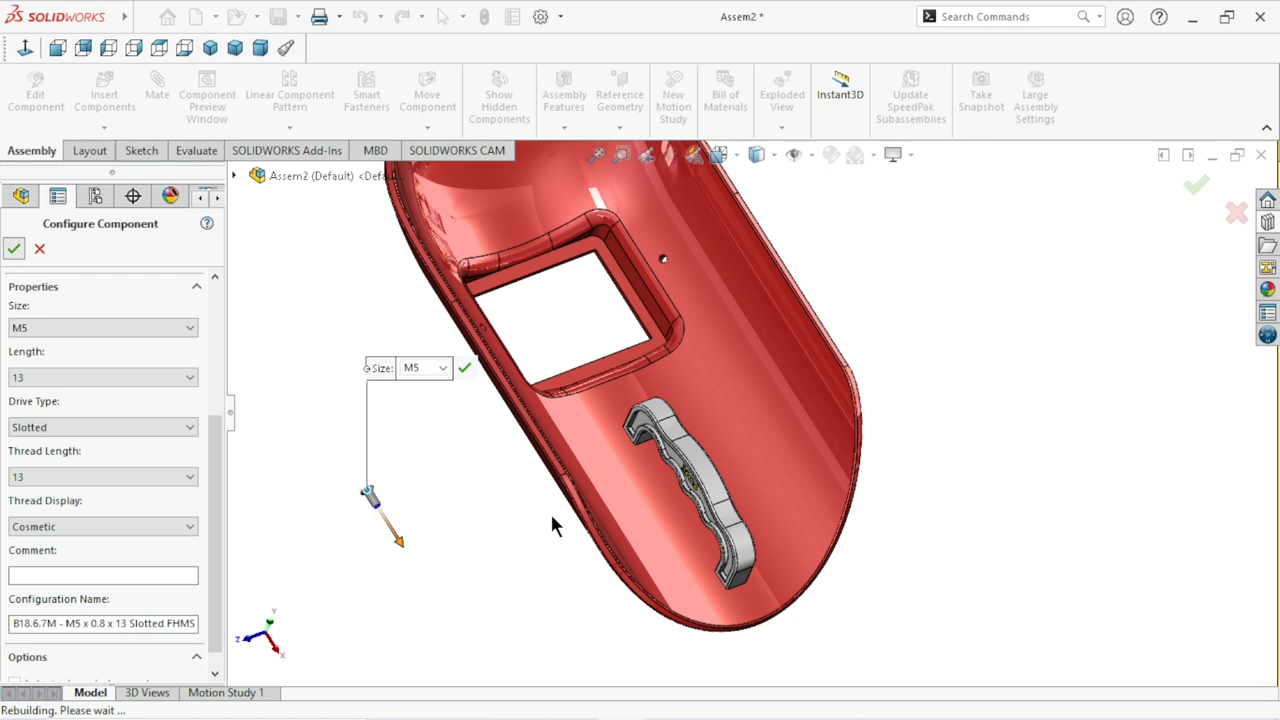 SOLIDWORKS
Assem2 *
Search Commands
Edit Component
Insert Components
Mate
Component Preview Window
Linear Component Pattern
Smart Fasteners
Move Component
Show Hidden Components
Assembly Features
Reference Geometry
New Motion Study
Bill of Materials
Exploded View
Instant3D
Update SpeedPak Subassemblies
Take Snapshot
Large Assembly Settings
Assembly
Layout
Sketch
Evaluate
SOLIDWORKS Add-Ins
MBD
SOLIDWORKS CAM
Assem2 (Default) <Defau...
Configure Component
Properties
Size:
M5
Length:
13
Drive Type:
Slotted
Thread Length:
13
Thread Display:
Cosmetic
Comment:
Configuration Name:
B18.6.7M - M5 x 0.8 x 13 Slotted FHMS
Options
Size: M5
Y
Z
X
Model
3D Views
Motion Study 1
Rebuilding. Please wait ...